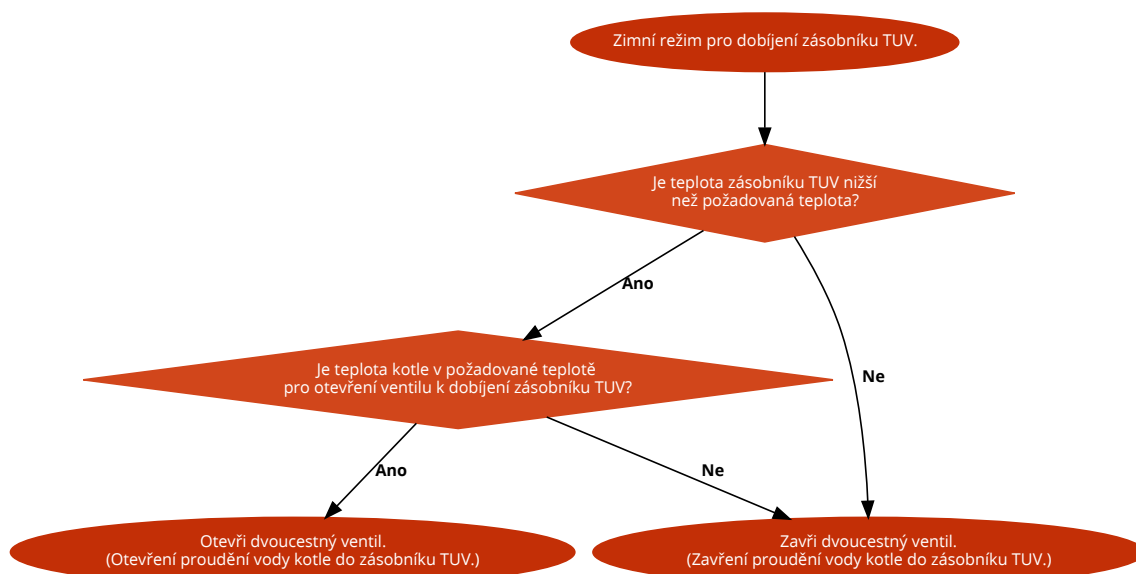 Zimní režim pro dobíjení zásobníku TUV.
Je teplota zásobníku TUV nižší
než požadovaná teplota?
Ano
Je teplota kotle v požadované teplotě
pro otevření ventilu k dobíjení zásobníku TUV?
Ne
Ano
Ne
Otevři dvoucestný ventil.
(Otevření proudění vody kotle do zásobníku TUV.)
Zavři dvoucestný ventil.
(Zavření proudění vody kotle do zásobníku TUV.)